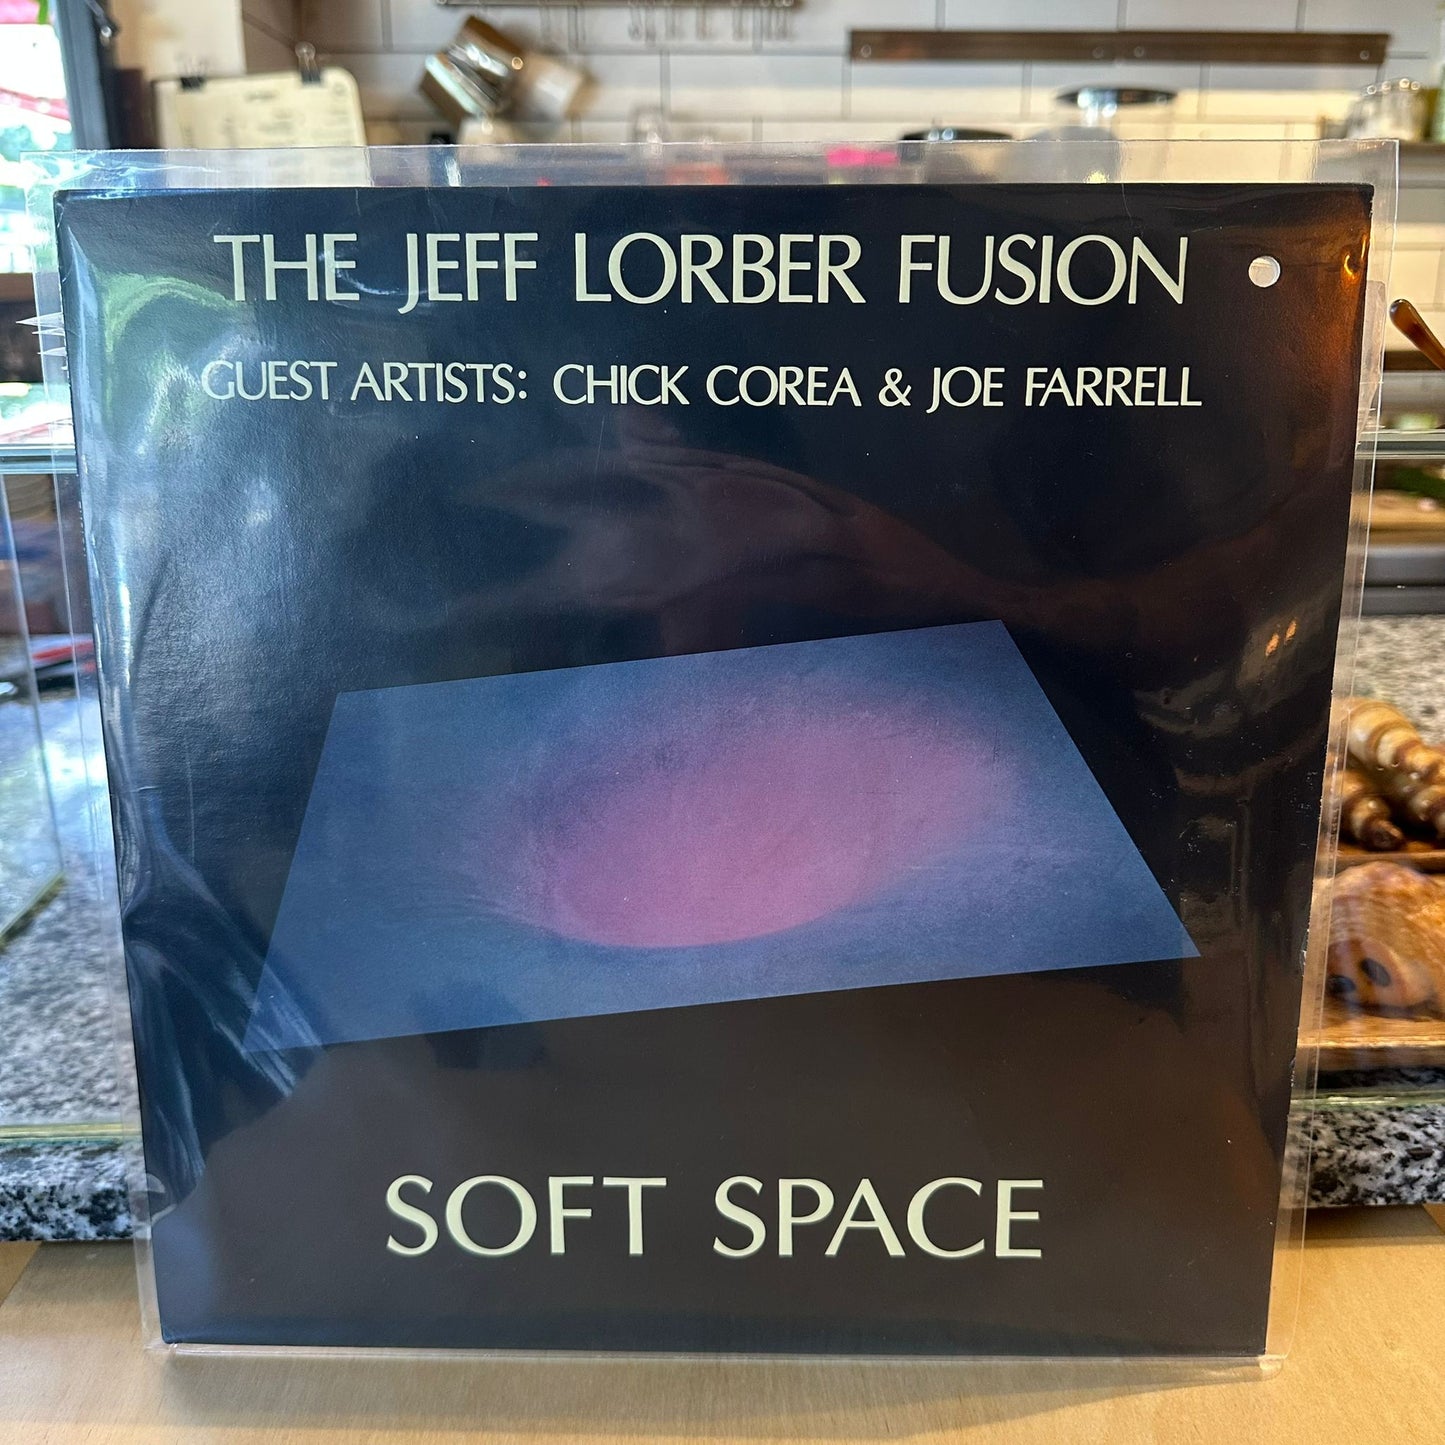 THE JEFF LORBER FUSION
GUEST ARTISTS: CHICK COREA & JOE FARRELL
SOFT SPACE